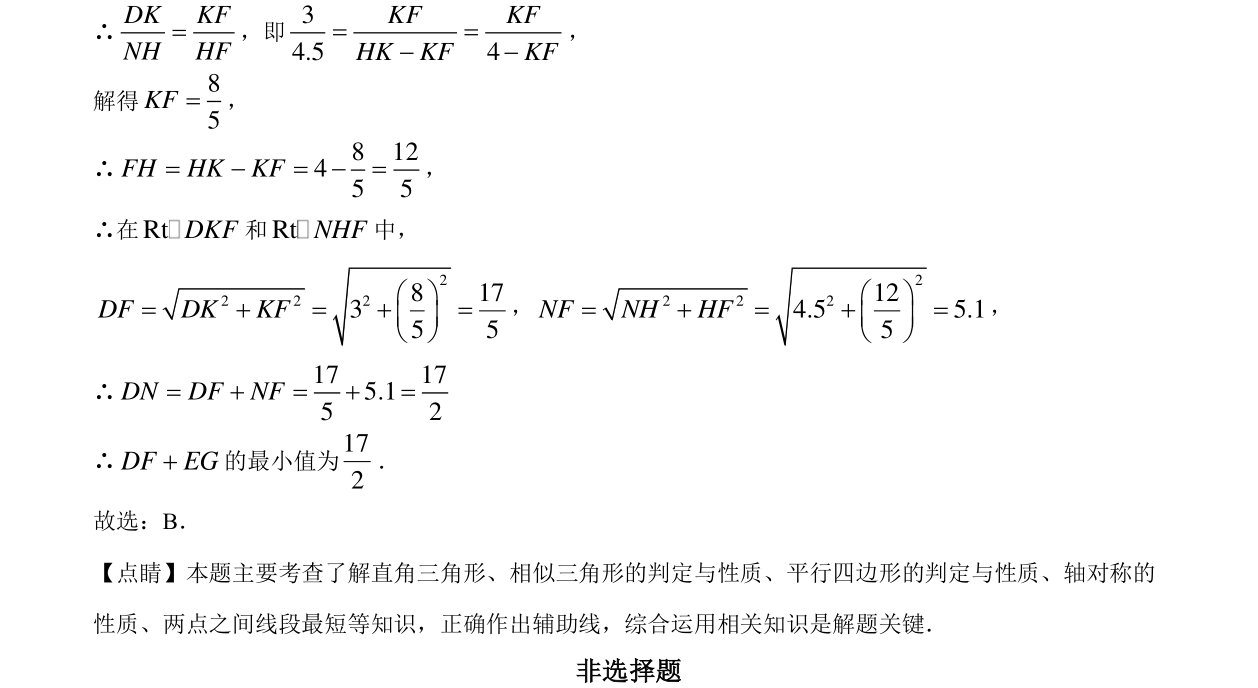 ∴ DK/NH = KF/HF，即 3/4.5 = KF/(HK − KF) = KF/(4 − KF)，
解得 KF = 8/5，
∴ FH = HK − KF = 4 − 8/5 = 12/5，
∴在 Rt□DKF 和 Rt□NHF 中，
DF = √(DK² + KF²) = √(3² + (8/5)²) = 17/5，NF = √(NH² + HF²) = √(4.5² + (12/5)²) = 5.1，
∴ DN = DF + NF = 17/5 + 5.1 = 17/2
∴ DF + EG 的最小值为 17/2．
故选：B．
【点睛】本题主要考查了解直角三角形、相似三角形的判定与性质、平行四边形的判定与性质、轴对称的
性质、两点之间线段最短等知识，正确作出辅助线，综合运用相关知识是解题关键．
非选择题